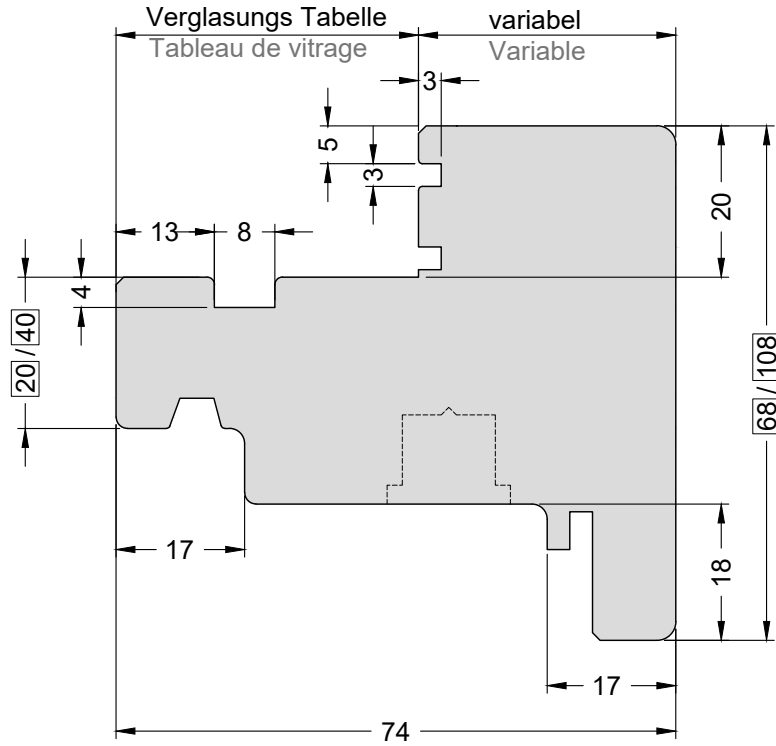 Verglasungs Tabelle
Tableau de vitrage
variabel
Variable
3
5
3
20
13
8
4
20 / 40
68 / 108
17
18
17
74